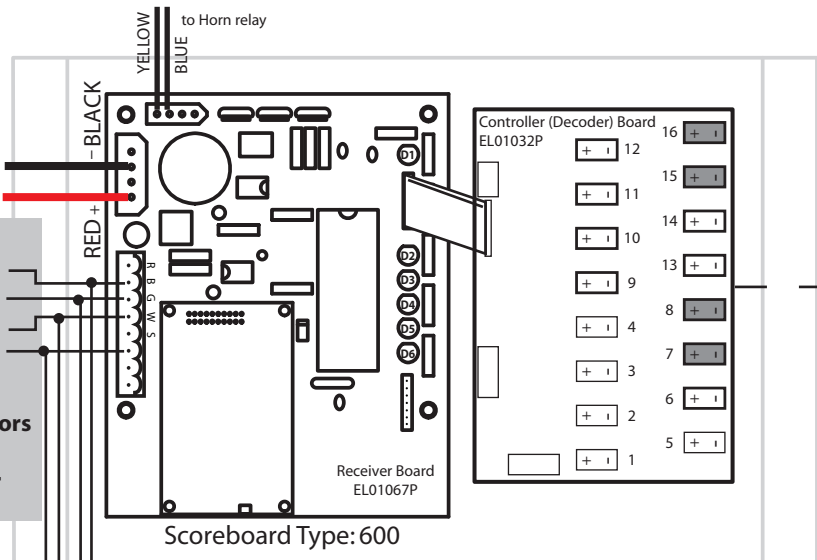 to Horn relay
YELLOW
BLUE
– BLACK
RED +
R
B
G
W
S
D1
D2
D3
D4
D5
D6
Receiver Board
EL01067P
Controller (Decoder) Board
EL01032P
+ - 12
+ - 11
+ - 10
+ - 9
+ - 4
+ - 3
+ - 2
+ - 1
16 + -
15 + -
14 + -
13 + -
8 + -
7 + -
6 + -
5 + -
ors
Scoreboard Type: 600